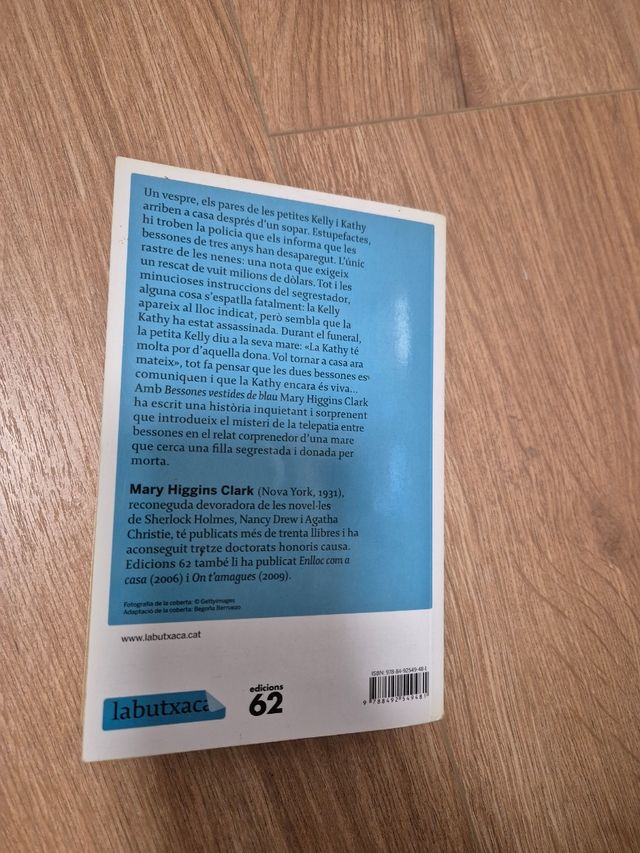 Un vespre, els pares de les petites Kelly i Kathy
arriben a casa després d'un sopar. Estupefactes,
hi troben la policia que els informa que les
bessones de tres anys han desaparegut. L'únic
rastre de les nenes: una nota que exigeix
un rescat de vuit milions de dòlars. Tot i les
minucioses instruccions del segrestador,
alguna cosa s'espatlla fatalment: la Kelly
apareix al lloc indicat, però sembla que la
Kathy ha estat assassinada. Durant el funeral,
la petita Kelly diu a la seva mare: «La Kathy té
molta por d'aquella dona. Vol tornar a casa ara
mateix», tot fa pensar que les dues bessones es
comuniquen i que la Kathy encara és viva...
Amb Bessones vestides de blau Mary Higgins Clark
ha escrit una història inquietant i sorprenent
que introdueix el misteri de la telepatia entre
bessones en el relat corprenedor d'una mare
que cerca una filla segrestada i donada per
morta.
Mary Higgins Clark (Nova York, 1931),
reconeguda devoradora de les novel·les
de Sherlock Holmes, Nancy Drew i Agatha
Christie, té publicats més de trenta llibres i ha
aconseguit tretze doctorats honoris causa.
Edicions 62 també li ha publicat Enlloc com a
casa (2006) i On t'amagues (2009).
Fotografia de la coberta: © Gettyimages
Adaptació de la coberta: Begoña Berruezo
www.labutxaca.cat
ISBN: 978-84-92549-48-1
9 788492 549481
labutxaca
edicions
62